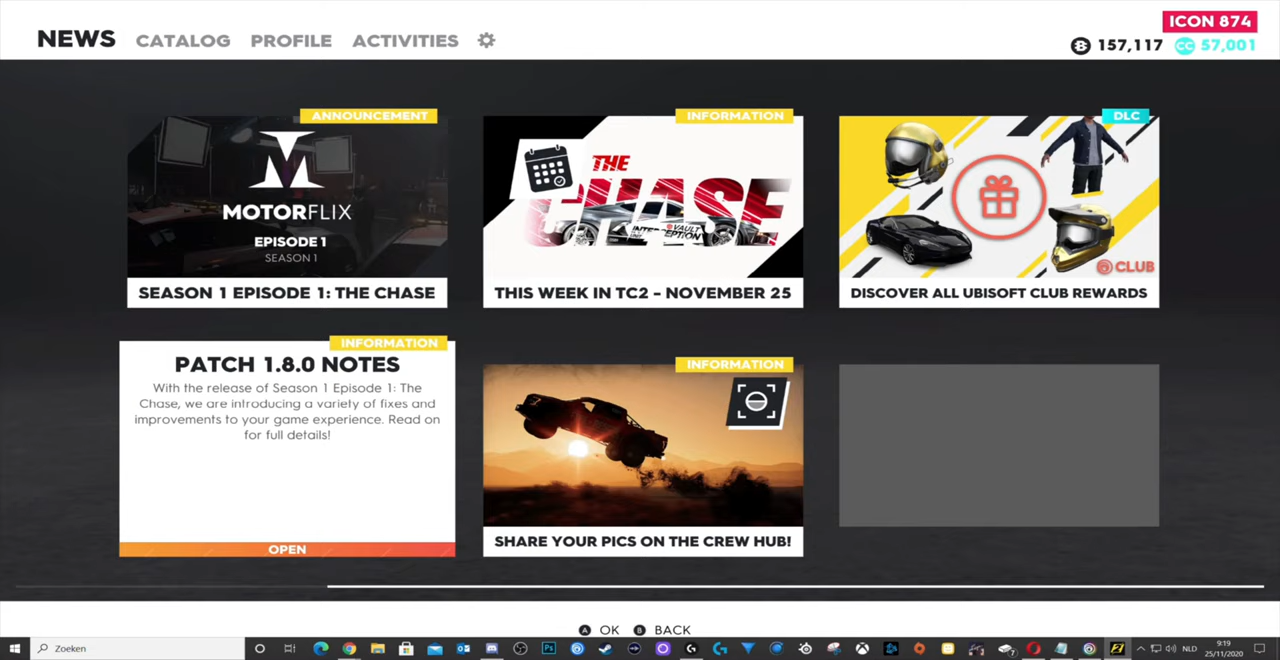 NEWS CATALOG PROFILE ACTIVITIES
ICON 874
157,117 CC 57,001
ANNOUNCEMENT
MOTORFLIX
EPISODE 1
SEASON 1
SEASON 1 EPISODE 1: THE CHASE
INFORMATION
THE
CHASE
VAULT
INTERCEPTION
THIS WEEK IN TC2 - NOVEMBER 25
DLC
CLUB
DISCOVER ALL UBISOFT CLUB REWARDS
INFORMATION
PATCH 1.8.0 NOTES
With the release of Season 1 Episode 1: The
Chase, we are introducing a variety of fixes and
improvements to your game experience. Read on
for full details!
OPEN
INFORMATION
SHARE YOUR PICS ON THE CREW HUB!
A OK B BACK
Zoeken
Ps
NLD
9:19
25/11/2020